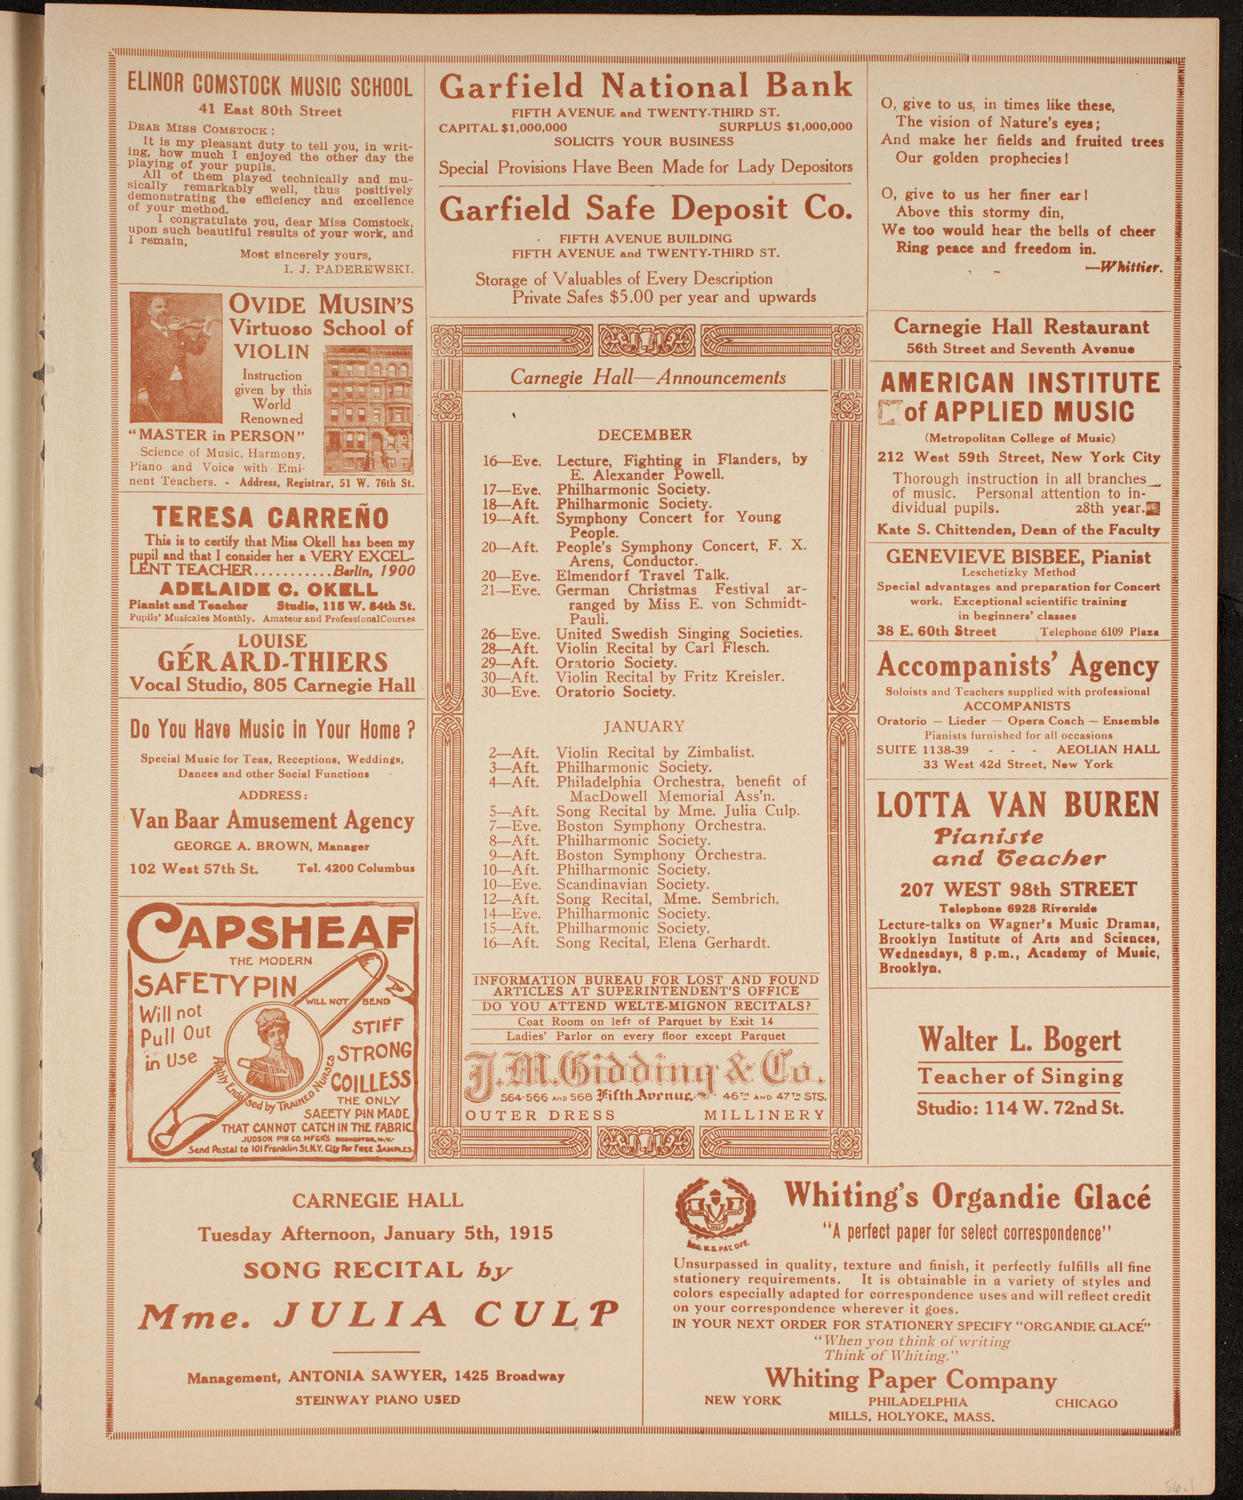 ELINOR COMSTOCK MUSIC SCHOOL
41 East 80th Street
DEAR MISS COMSTOCK:
It is my pleasant duty to tell you, in writ-
ing, how much I enjoyed the other day the
playing of your pupils.
All of them played technically and mu-
sically remarkably well, thus positively
demonstrating the efficiency and excellence
of your method.
I congratulate you, dear Miss Comstock,
upon such beautiful results of your work, and
I remain,
Most sincerely yours,
I. J. PADEREWSKI.
OVIDE MUSIN'S
Virtuoso School of
VIOLIN
Instruction
given by this
World
Renowned
"MASTER in PERSON"
Science of Music, Harmony,
Piano and Voice with Emi-
nent Teachers. - Address, Registrar, 51 W. 76th St.
TERESA CARREÑO
This is to certify that Miss Okell has been my
pupil and that I consider her a VERY EXCEL-
LENT TEACHER...........Berlin, 1900
ADELAIDE C. OKELL
Pianist and Teacher Studio, 115 W. 84th St.
Pupils' Musicales Monthly. Amateur and Professional Courses
LOUISE
GÉRARD-THIERS
Vocal Studio, 805 Carnegie Hall
Do You Have Music in Your Home?
Special Music for Teas, Receptions, Weddings,
Dances and other Social Functions
ADDRESS:
Van Baar Amusement Agency
GEORGE A. BROWN, Manager
102 West 57th St. Tel. 4200 Columbus
CAPSHEAF
THE MODERN
SAFETY PIN
WILL NOT BEND
Will not
Pull Out
in Use
STIFF
STRONG
COILLESS
Highly Endorsed by TRAINED NURSES
THE ONLY
SAFETY PIN MADE
THAT CANNOT CATCH IN THE FABRIC.
JUDSON PIN CO. MFGR'S ROCHESTER, N.Y.
Send Postal to 101 Franklin St. N.Y. City For FREE SAMPLES
Garfield National Bank
FIFTH AVENUE and TWENTY-THIRD ST.
CAPITAL $1,000,000 SURPLUS $1,000,000
SOLICITS YOUR BUSINESS
Special Provisions Have Been Made for Lady Depositors
Garfield Safe Deposit Co.
FIFTH AVENUE BUILDING
FIFTH AVENUE and TWENTY-THIRD ST.
Storage of Valuables of Every Description
Private Safes $5.00 per year and upwards
Carnegie Hall—Announcements
DECEMBER
16—Eve. Lecture, Fighting in Flanders, by
E. Alexander Powell.
17—Eve. Philharmonic Society.
18—Aft. Philharmonic Society.
19—Aft. Symphony Concert for Young
People.
20—Aft. People's Symphony Concert, F. X.
Arens, Conductor.
20—Eve. Elmendorf Travel Talk.
21—Eve. German Christmas Festival ar-
ranged by Miss E. von Schmidt-
Pauli.
26—Eve. United Swedish Singing Societies.
28—Aft. Violin Recital by Carl Flesch.
29—Aft. Oratorio Society.
30—Aft. Violin Recital by Fritz Kreisler.
30—Eve. Oratorio Society.
JANUARY
2—Aft. Violin Recital by Zimbalist.
3—Aft. Philharmonic Society.
4—Aft. Philadelphia Orchestra, benefit of
MacDowell Memorial Ass'n.
5—Aft. Song Recital by Mme. Julia Culp.
7—Eve. Boston Symphony Orchestra.
8—Aft. Philharmonic Society.
9—Aft. Boston Symphony Orchestra.
10—Aft. Philharmonic Society.
10—Eve. Scandinavian Society.
12—Aft. Song Recital, Mme. Sembrich.
14—Eve. Philharmonic Society.
15—Aft. Philharmonic Society.
16—Aft. Song Recital, Elena Gerhardt.
INFORMATION BUREAU FOR LOST AND FOUND
ARTICLES AT SUPERINTENDENT'S OFFICE
DO YOU ATTEND WELTE-MIGNON RECITALS?
Coat Room on left of Parquet by Exit 14
Ladies' Parlor on every floor except Parquet
J. M. Gidding & Co.
564-566 AND 568 Fifth Avenue, 46TH AND 47TH STS.
OUTER DRESS MILLINERY
O, give to us, in times like these,
The vision of Nature's eyes;
And make her fields and fruited trees
Our golden prophecies!
O, give to us her finer ear!
Above this stormy din,
We too would hear the bells of cheer
Ring peace and freedom in.
—Whittier.
Carnegie Hall Restaurant
56th Street and Seventh Avenue
AMERICAN INSTITUTE
of APPLIED MUSIC
(Metropolitan College of Music)
212 West 59th Street, New York City
Thorough instruction in all branches
of music. Personal attention to in-
dividual pupils. 28th year.
Kate S. Chittenden, Dean of the Faculty
GENEVIEVE BISBEE, Pianist
Leschetizky Method
Special advantages and preparation for Concert
work. Exceptional scientific training
in beginners' classes
38 E. 60th Street Telephone 6109 Plaza
Accompanists' Agency
Soloists and Teachers supplied with professional
ACCOMPANISTS
Oratorio — Lieder — Opera Coach — Ensemble
Pianists furnished for all occasions
SUITE 1138-39 - - - AEOLIAN HALL
33 West 42d Street, New York
LOTTA VAN BUREN
Pianiste
and Teacher
207 WEST 98th STREET
Telephone 6928 Riverside
Lecture-talks on Wagner's Music Dramas,
Brooklyn Institute of Arts and Sciences,
Wednesdays, 8 p.m., Academy of Music,
Brooklyn.
Walter L. Bogert
Teacher of Singing
Studio: 114 W. 72nd St.
CARNEGIE HALL
Tuesday Afternoon, January 5th, 1915
SONG RECITAL by
Mme. JULIA CULP
Management, ANTONIA SAWYER, 1425 Broadway
STEINWAY PIANO USED
REG. U.S. PAT. OFF.
Whiting's Organdie Glacé
"A perfect paper for select correspondence"
Unsurpassed in quality, texture and finish, it perfectly fulfills all fine
stationery requirements. It is obtainable in a variety of styles and
colors especially adapted for correspondence uses and will reflect credit
on your correspondence wherever it goes.
IN YOUR NEXT ORDER FOR STATIONERY SPECIFY "ORGANDIE GLACÉ"
"When you think of writing
Think of Whiting."
Whiting Paper Company
NEW YORK PHILADELPHIA CHICAGO
MILLS, HOLYOKE, MASS.
56.1